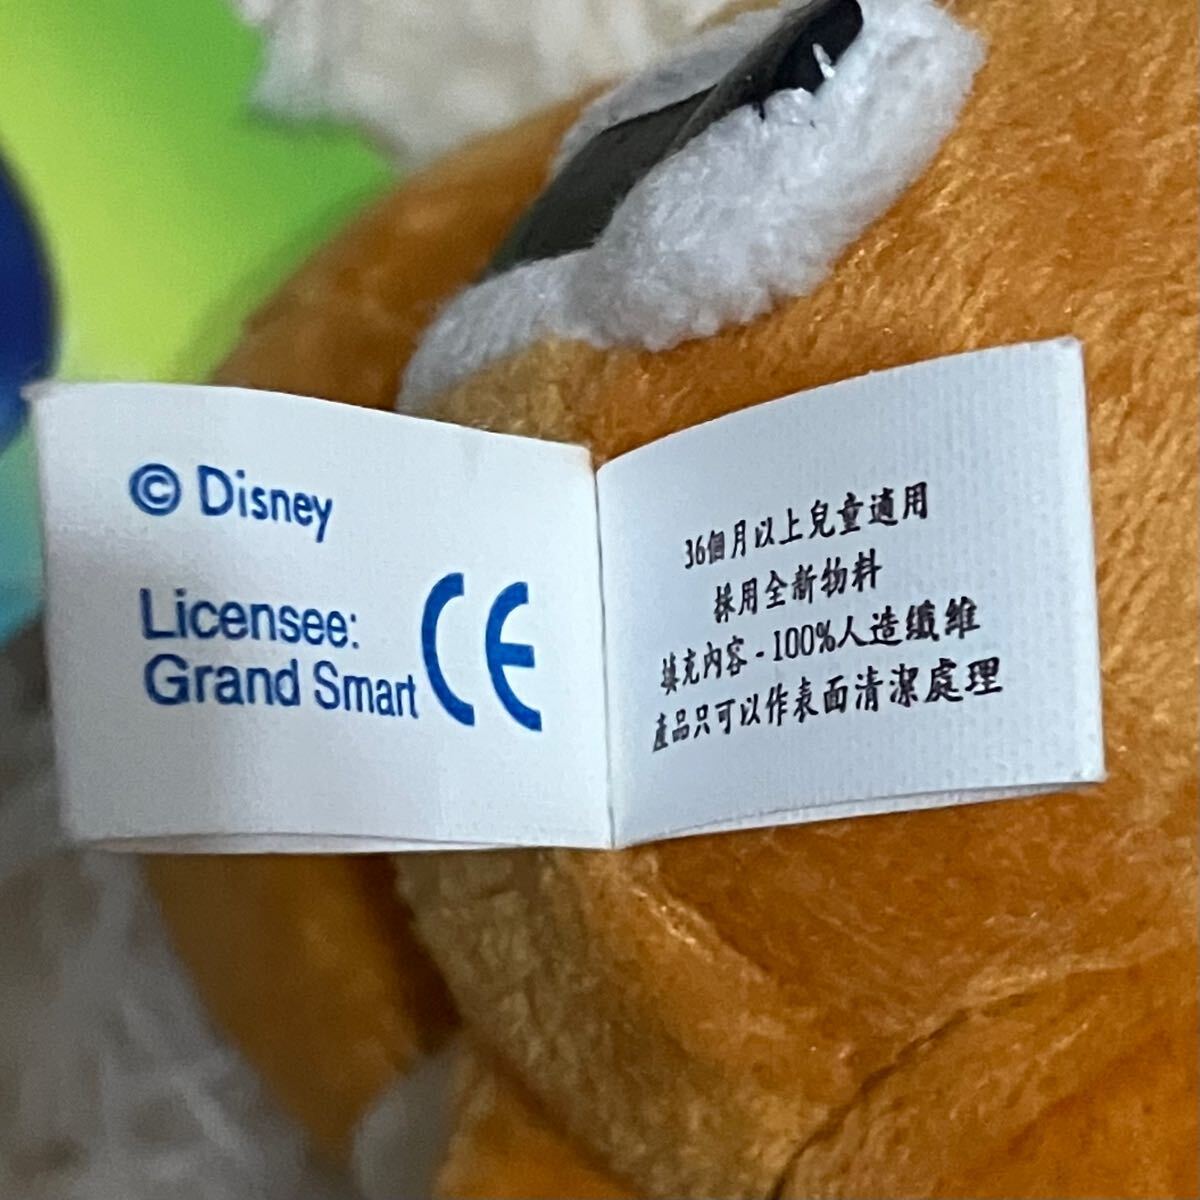 © Disney
Licensee:
Grand Smart
CE
36個月以上兒童適用
採用全新物料
填充內容 - 100%人造纖維
產品只可以作表面清潔處理